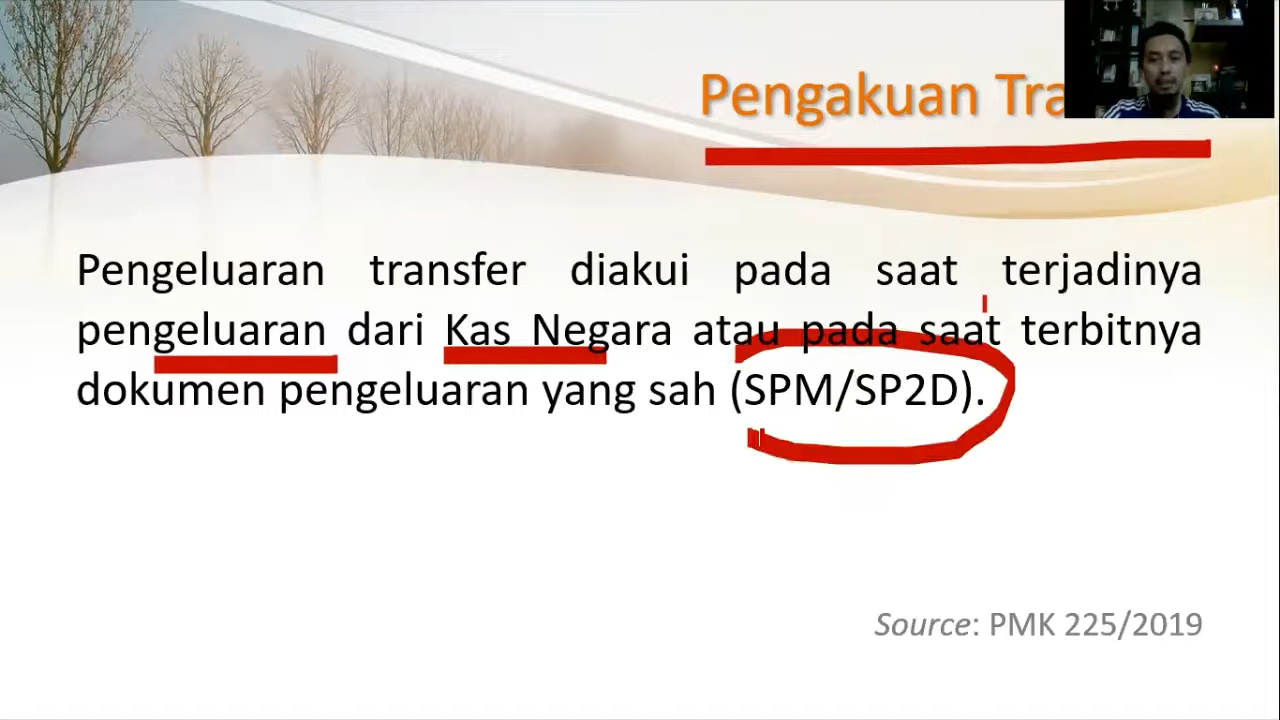 Pengakuan
Pengeluaran transfer diakui pada saat terjadinya
pengeluaran dari Kas Negara atau pada saat terbitnya
dokumen pengeluaran yang sah (SPM/SP2D).
Source: PMK 225/2019